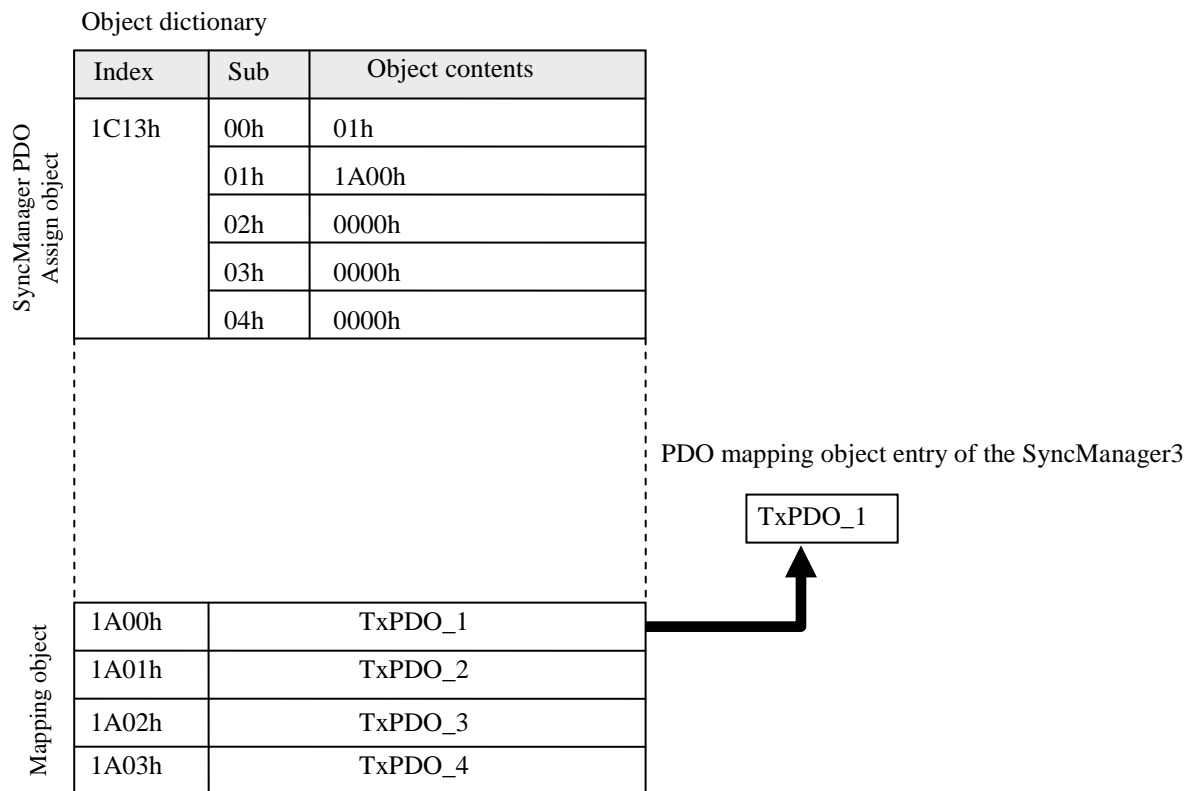 Object dictionary
Index Sub Object contents
SyncManager PDO
Assign object
1C13h 00h 01h
01h 1A00h
02h 0000h
03h 0000h
04h 0000h
PDO mapping object entry of the SyncManager3
TxPDO_1
Mapping object
1A00h TxPDO_1
1A01h TxPDO_2
1A02h TxPDO_3
1A03h TxPDO_4